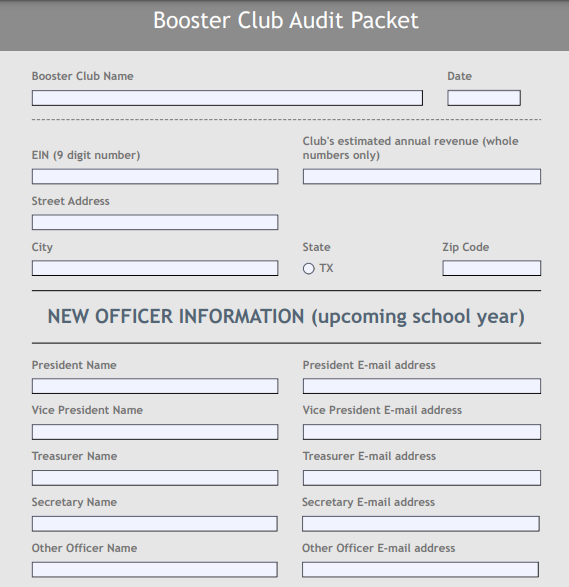 Booster Club Audit Packet
Booster Club Name Date
Club's estimated annual revenue (whole
EIN (9 digit number) numbers only)
Street Address
City State Zip Code
TX
NEW OFFICER INFORMATION (upcoming school year)
President Name President E-mail address
Vice President Name Vice President E-mail address
Treasurer Name Treasurer E-mail address
Secretary Name Secretary E-mail address
Other Officer Name Other Officer E-mail address